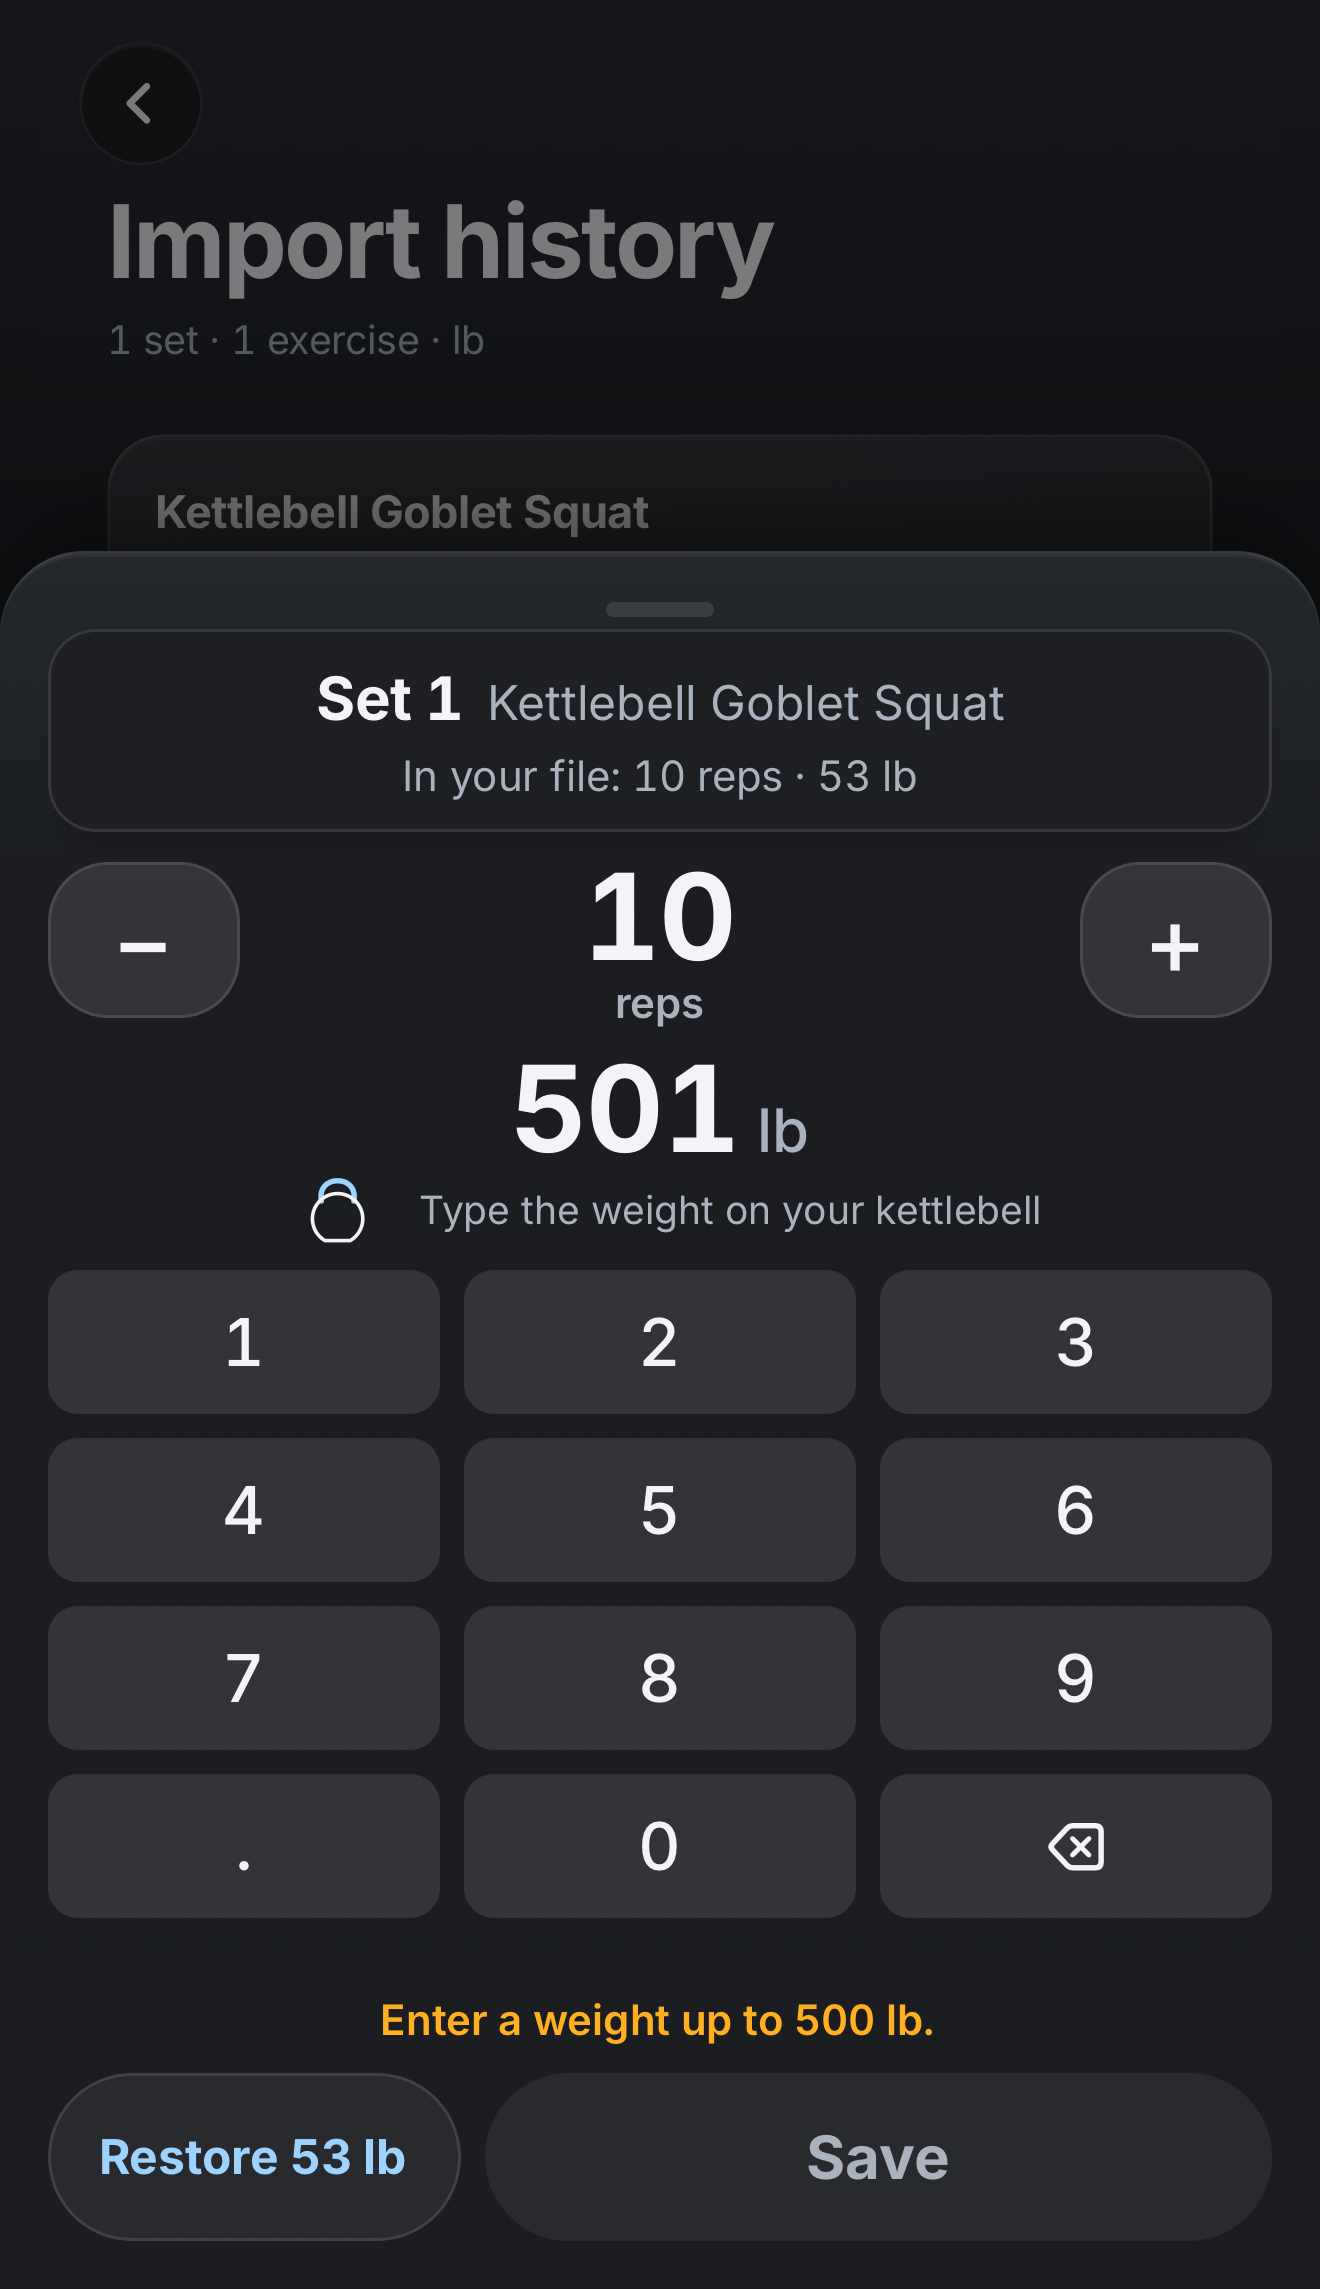 Import history
1 set · 1 exercise · lb
Kettlebell Goblet Squat
Set 1 Kettlebell Goblet Squat
In your file: 10 reps · 53 lb
− 10 +
reps
501 lb
Type the weight on your kettlebell
1 2 3
4 5 6
7 8 9
. 0
Enter a weight up to 500 lb.
Restore 53 lb Save